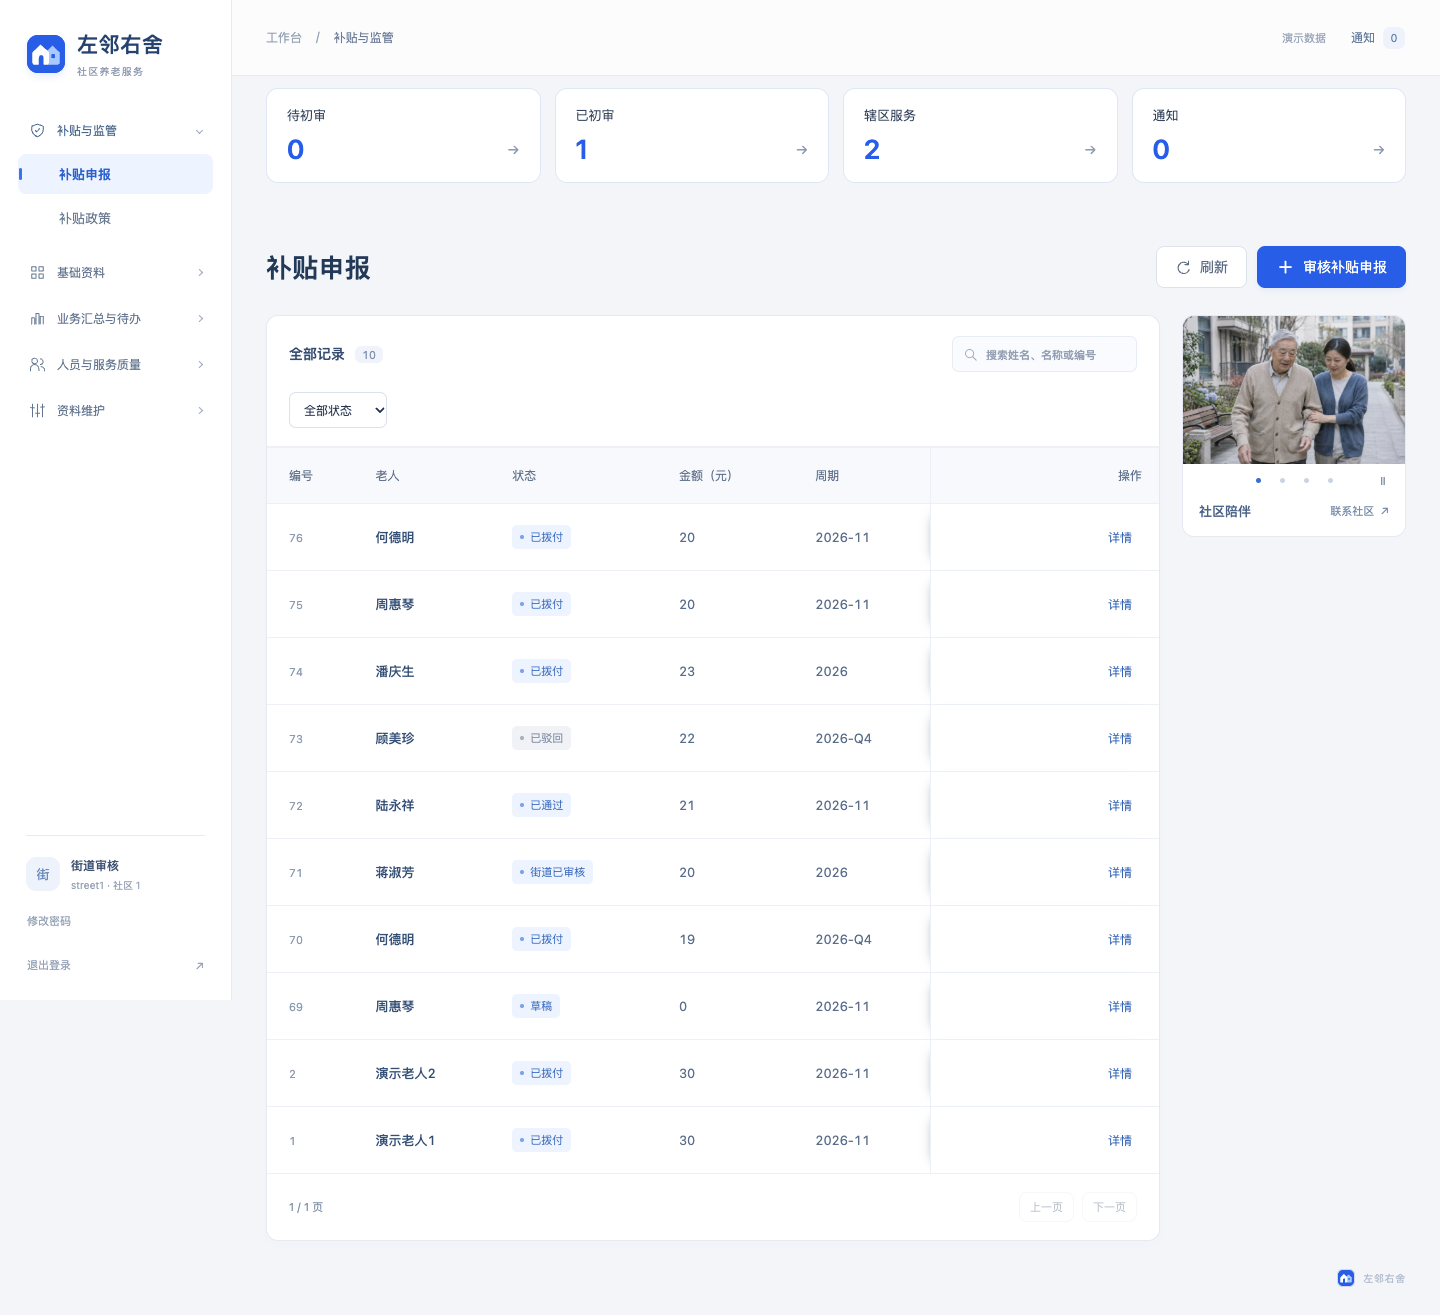 左邻右舍
社区养老服务
补贴与监管
补贴申报
补贴政策
基础资料
业务汇总与待办
人员与服务质量
资料维护
街
街道审核
street1 · 社区 1
修改密码
退出登录
工作台 / 补贴与监管
演示数据 通知 0
待初审
0
已初审
1
辖区服务
2
通知
0
补贴申报
刷新
审核补贴申报
全部记录 10
搜索姓名、名称或编号
全部状态
编号 老人 状态 金额（元） 周期 操作
76 何德明 已拨付 20 2026-11 详情
75 周惠琴 已拨付 20 2026-11 详情
74 潘庆生 已拨付 23 2026 详情
73 顾美珍 已驳回 22 2026-Q4 详情
72 陆永祥 已通过 21 2026-11 详情
71 蒋淑芳 街道已审核 20 2026 详情
70 何德明 已拨付 19 2026-Q4 详情
69 周惠琴 草稿 0 2026-11 详情
2 演示老人2 已拨付 30 2026-11 详情
1 演示老人1 已拨付 30 2026-11 详情
1 / 1 页
上一页 下一页
社区陪伴 联系社区
左邻右舍